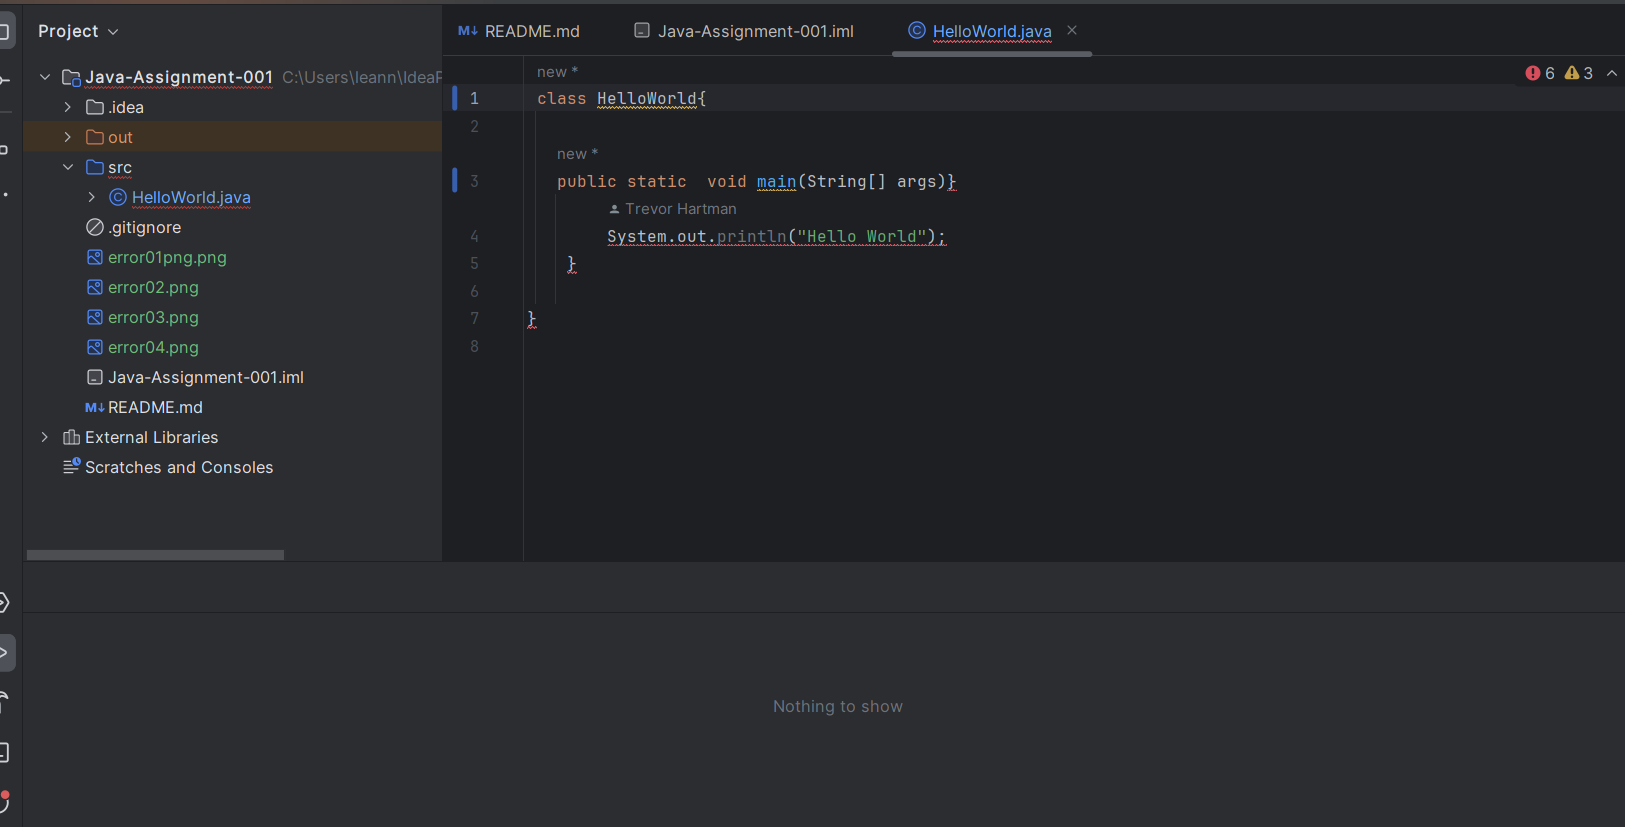 Project
README.md
Java-Assignment-001.iml
HelloWorld.java
Java-Assignment-001 C:\Users\leann\IdeaP
.idea
out
src
HelloWorld.java
.gitignore
error01png.png
error02.png
error03.png
error04.png
Java-Assignment-001.iml
README.md
External Libraries
Scratches and Consoles
6 3
new *
1 class HelloWorld{
2
new *
3 public static  void main(String[] args)}
Trevor Hartman
4 System.out.println("Hello World");
5 }
6
7 }
8
Nothing to show